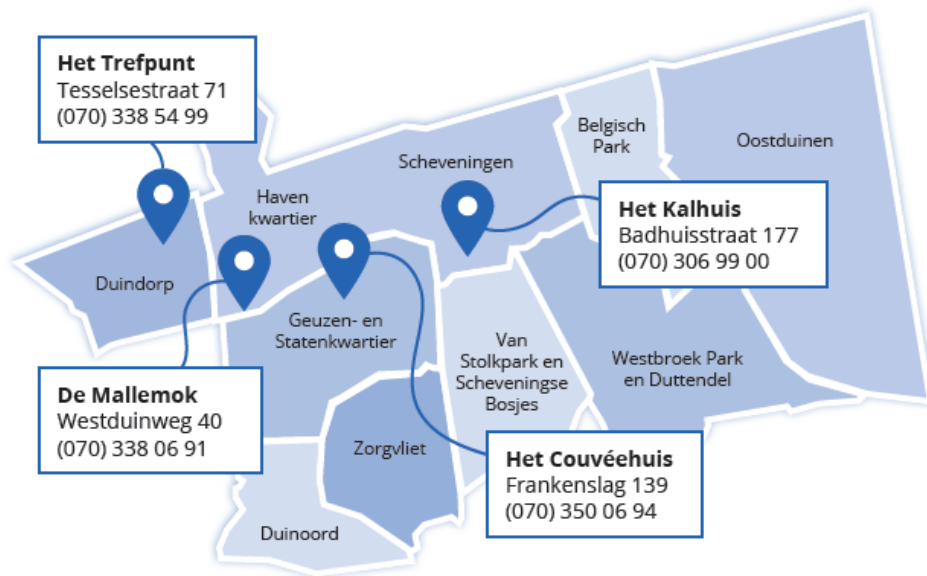 Het Trefpunt
Tesselsestraat 71
(070) 338 54 99
Belgisch
Park
Oostduinen
Scheveningen
Haven
kwartier
Het Kalhuis
Badhuisstraat 177
(070) 306 99 00
Duindorp
Geuzen- en
Statenkwartier
Van
Stolkpark en
Scheveningse
Bosjes
Westbroek Park
en Duttendel
De Mallemok
Westduinweg 40
(070) 338 06 91
Zorgvliet
Het Couvéehuis
Frankenslag 139
(070) 350 06 94
Duinoord